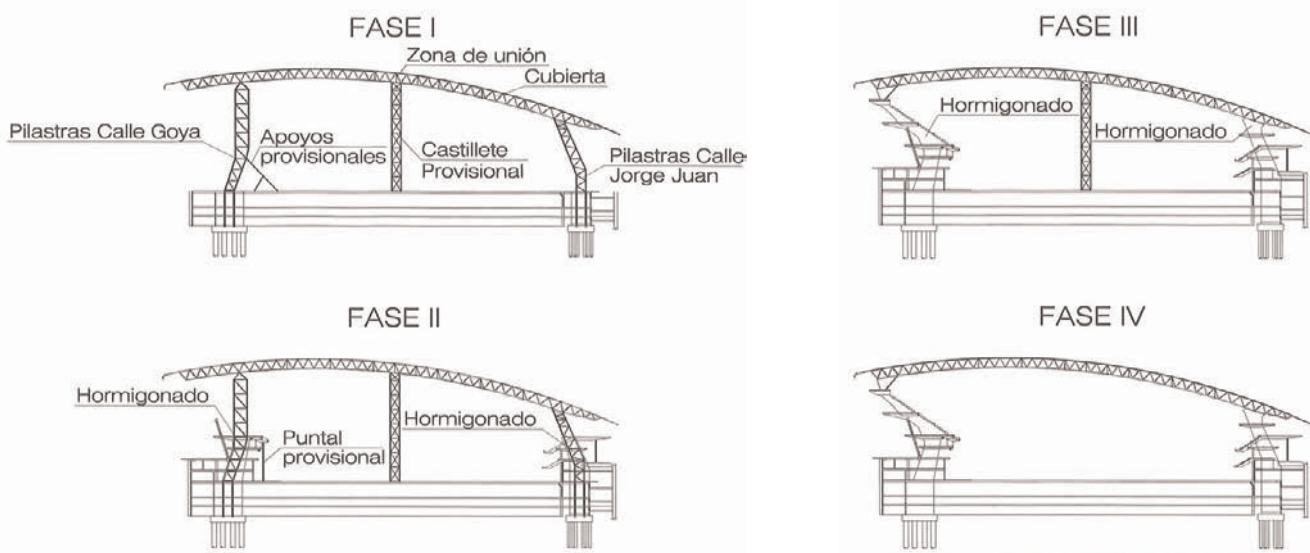 FASE I
Zona de unión
Cubierta
Pilastras Calle Goya
Apoyos
provisionales
Castillete
Provisional
Pilastras Calle
Jorge Juan
FASE II
Hormigonado
Puntal
provisional
Hormigonado
FASE III
Hormigonado
Hormigonado
FASE IV